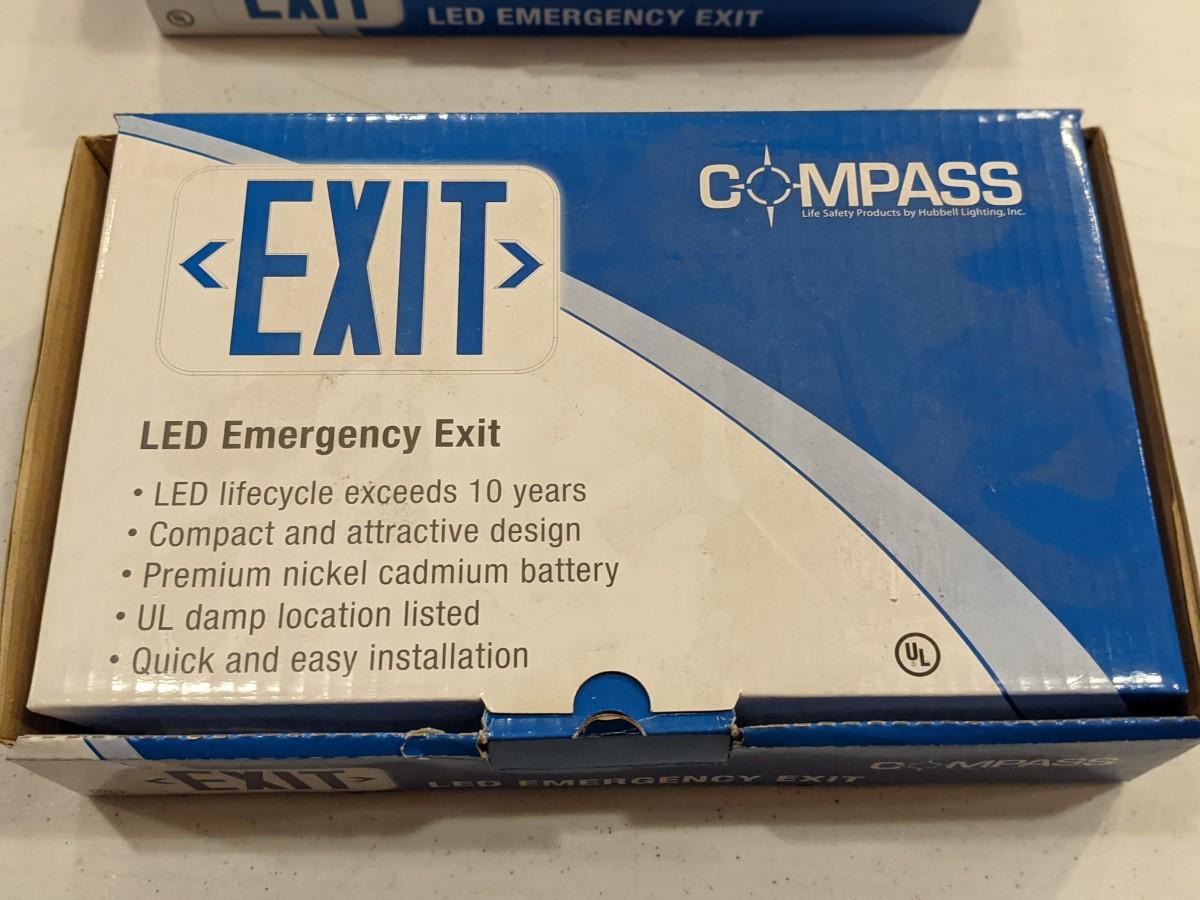 EXIT
LED EMERGENCY EXIT
UL
EXIT
COMPASS
Life Safety Products by Hubbell Lighting, Inc.
LED Emergency Exit
• LED lifecycle exceeds 10 years
• Compact and attractive design
• Premium nickel cadmium battery
• UL damp location listed
• Quick and easy installation
UL
EXIT
LED EMERGENCY EXIT
COMPASS